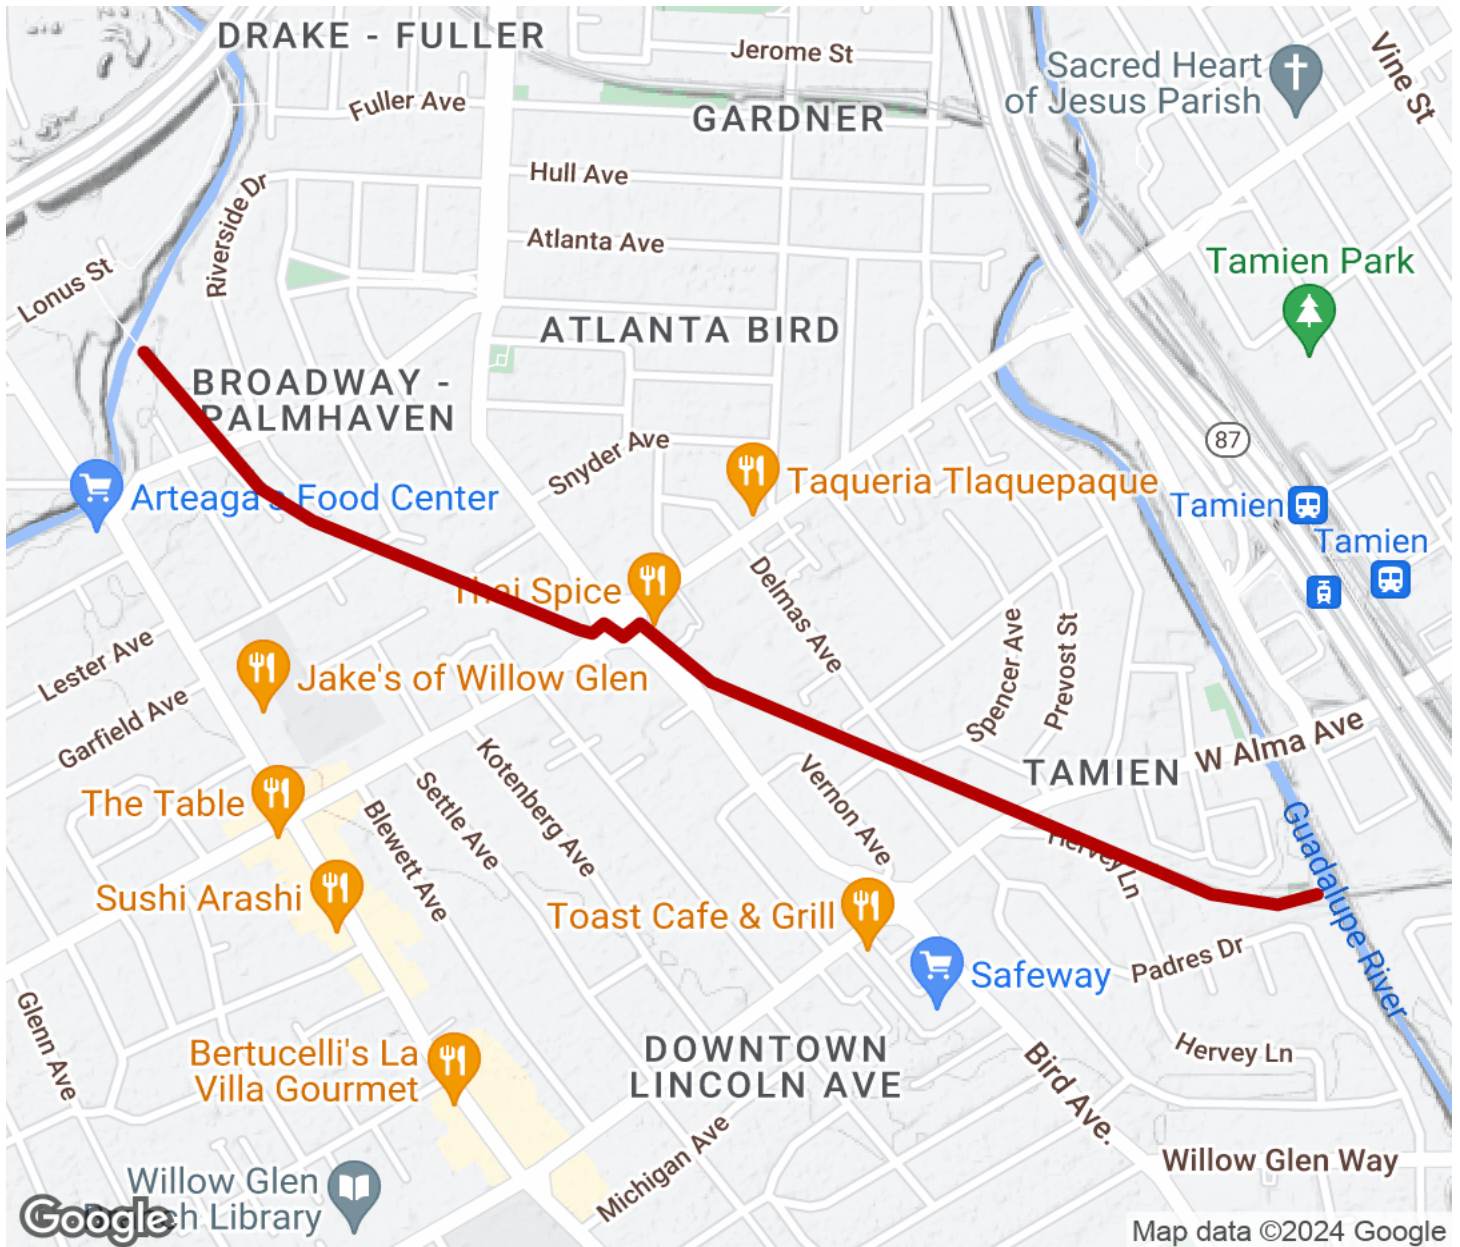 DRAKE - FULLER
Jerome St
Vine St
Sacred Heart
of Jesus Parish
Fuller Ave
GARDNER
Hull Ave
Riverside Dr
Atlanta Ave
Tamien Park
Lonus St
ATLANTA BIRD
BROADWAY -
PALMHAVEN
87
Snyder Ave
Taqueria Tlaquepaque
Arteaga's Food Center
Tamien
Tamien
Thai Spice
Delmas Ave
Spencer Ave
Prevost St
Lester Ave
Jake's of Willow Glen
Garfield Ave
W Alma Ave
TAMIEN
Kotenberg Ave
Settle Ave
Blewett Ave
Vernon Ave
The Table
Hervey Ln
Guadalupe River
Sushi Arashi
Toast Cafe & Grill
Padres Dr
Safeway
Glenn Ave
Bertucelli's La
Villa Gourmet
DOWNTOWN
LINCOLN AVE
Hervey Ln
Bird Ave.
Michigan Ave
Willow Glen Way
Willow Glen
Branch Library
Google
Map data ©2024 Google